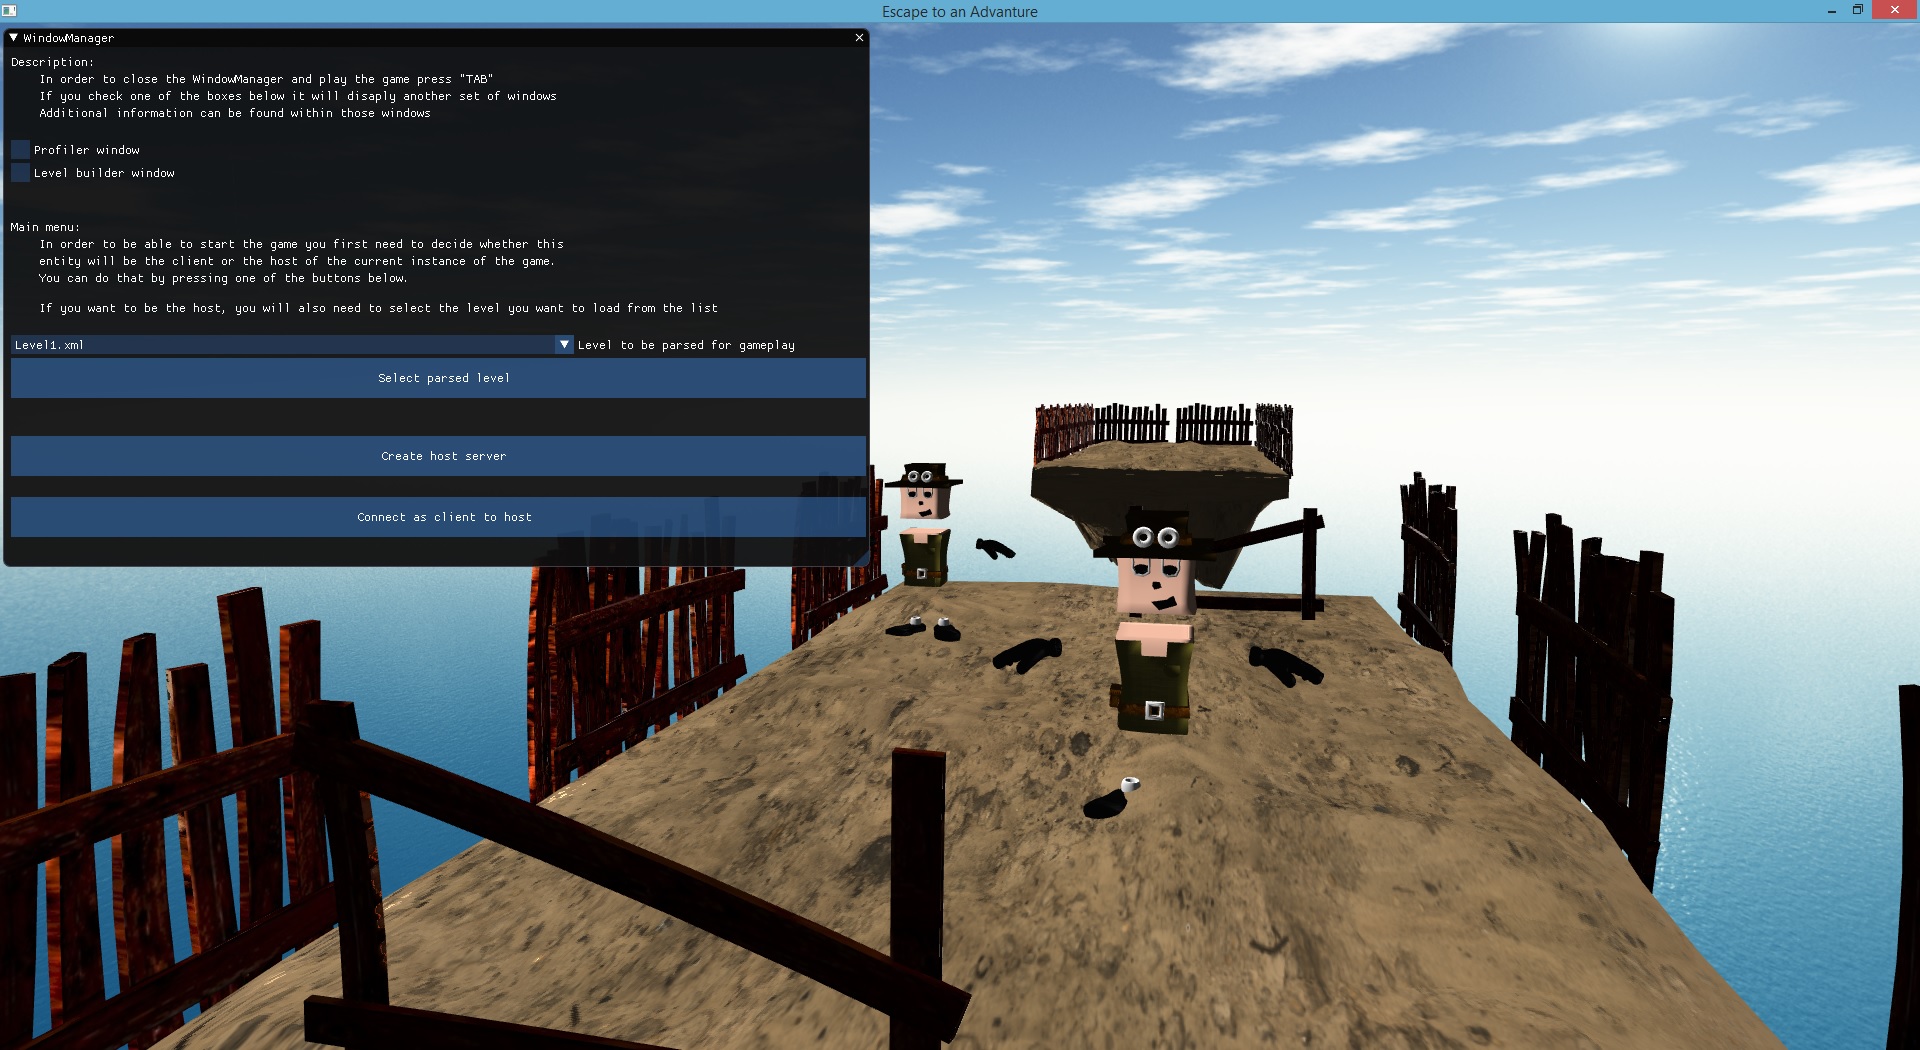 Escape to an Advanture
WindowManager
Description:
In order to close the WindowManager and play the game press "TAB"
If you check one of the boxes below it will disaply another set of windows
Additional information can be found within those windows
Profiler window
Level builder window
Main menu:
In order to be able to start the game you first need to decide whether this
entity will be the client or the host of the current instance of the game.
You can do that by pressing one of the buttons below.
If you want to be the host, you will also need to select the level you want to load from the list
Level1.xml Level to be parsed for gameplay
Select parsed level
Create host server
Connect as client to host